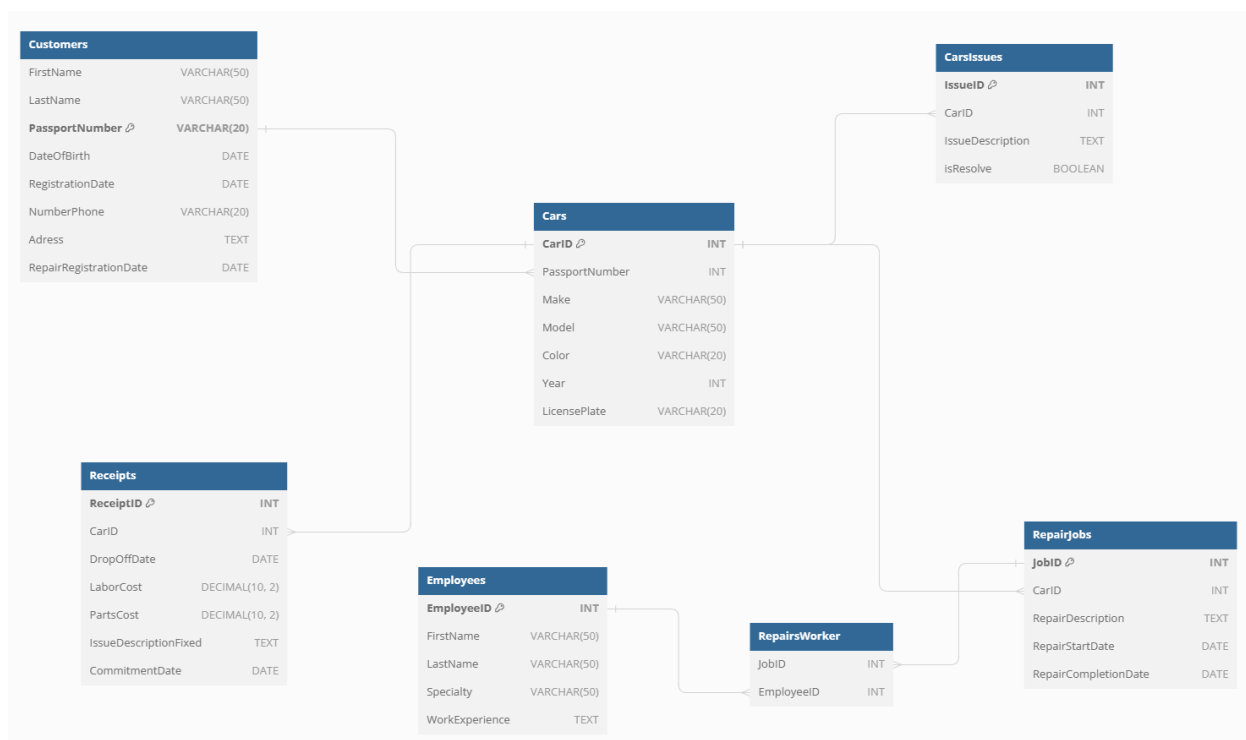 Customers
FirstName VARCHAR(50)
LastName VARCHAR(50)
PassportNumber VARCHAR(20)
DateOfBirth DATE
RegistrationDate DATE
NumberPhone VARCHAR(20)
Adress TEXT
RepairRegistrationDate DATE
CarsIssues
IssueID INT
CarID INT
IssueDescription TEXT
isResolve BOOLEAN
Cars
CarID INT
PassportNumber INT
Make VARCHAR(50)
Model VARCHAR(50)
Color VARCHAR(20)
Year INT
LicensePlate VARCHAR(20)
Receipts
ReceiptID INT
CarID INT
DropOffDate DATE
LaborCost DECIMAL(10, 2)
PartsCost DECIMAL(10, 2)
IssueDescriptionFixed TEXT
CommitmentDate DATE
Employees
EmployeeID INT
FirstName VARCHAR(50)
LastName VARCHAR(50)
Specialty VARCHAR(50)
WorkExperience TEXT
RepairsWorker
JobID INT
EmployeeID INT
RepairJobs
JobID INT
CarID INT
RepairDescription TEXT
RepairStartDate DATE
RepairCompletionDate DATE